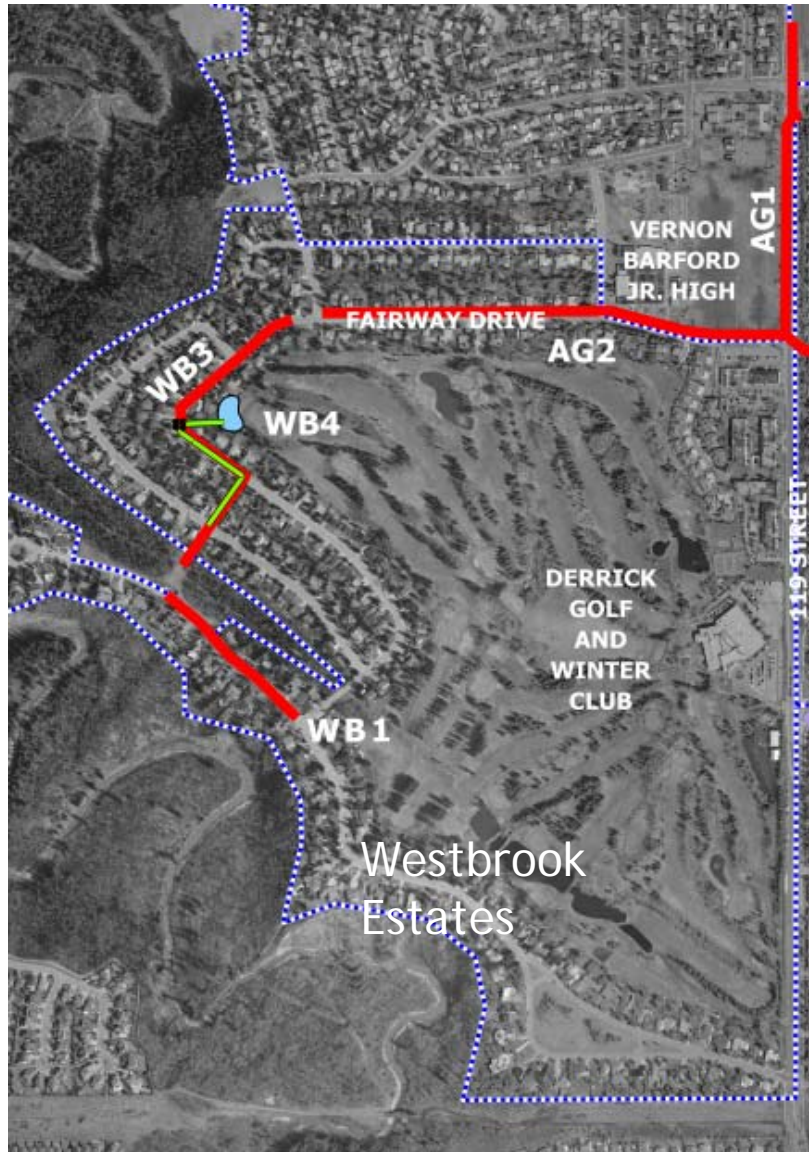 AG1
VERNON
BARFORD
JR. HIGH
FAIRWAY DRIVE
AG2
WB3
WB4
119 STREET
DERRICK
GOLF
AND
WINTER
CLUB
WB1
Westbrook
Estates